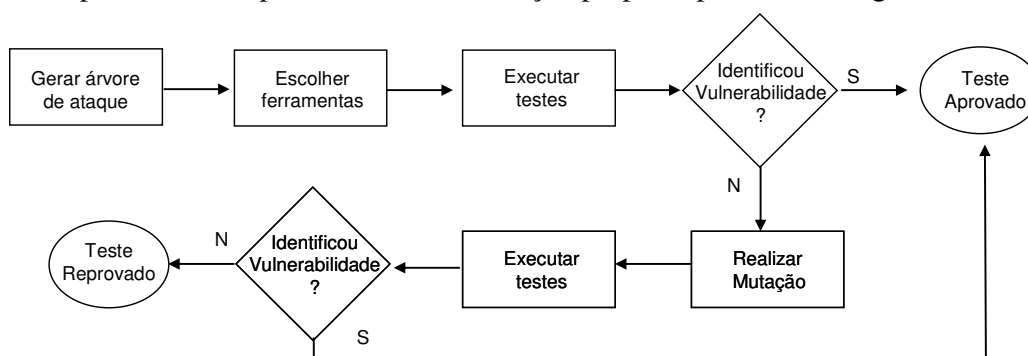 Gerar árvore
de ataque
Escolher
ferramentas
Executar
testes
Identificou
Vulnerabilidade
?
S
Teste
Aprovado
N
Teste
Reprovado
N
Identificou
Vulnerabilidade
?
Executar
testes
Realizar
Mutação
S